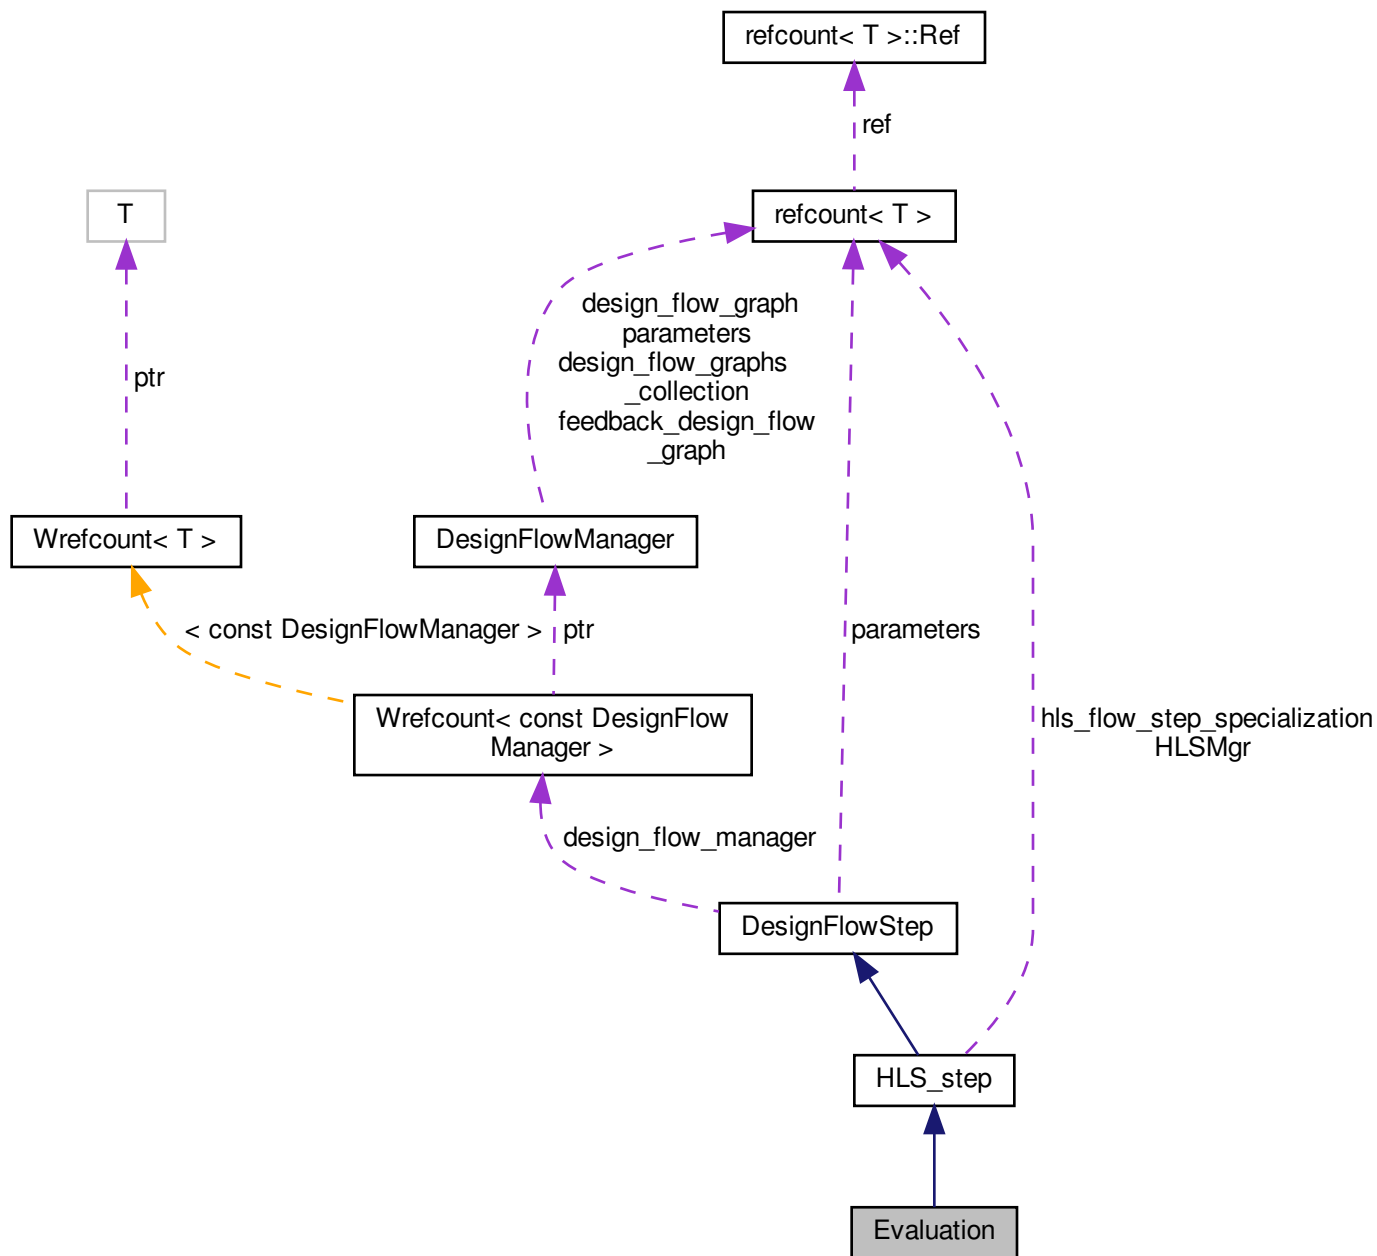 refcount< T >::Ref
ref
T
refcount< T >
design_flow_graph
parameters
design_flow_graphs
_collection
feedback_design_flow
_graph
ptr
Wrefcount< T >
DesignFlowManager
< const DesignFlowManager >
ptr
parameters
Wrefcount< const DesignFlow
Manager >
hls_flow_step_specialization
HLSMgr
design_flow_manager
DesignFlowStep
HLS_step
Evaluation